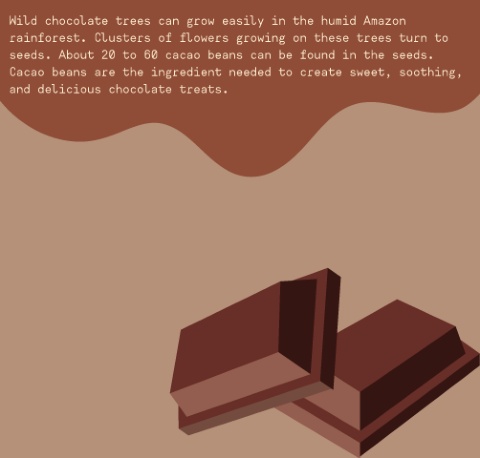 Wild chocolate trees can grow easily in the humid Amazon
rainforest. Clusters of flowers growing on these trees turn to
seeds. About 20 to 60 cacao beans can be found in the seeds.
Cacao beans are the ingredient needed to create sweet, soothing,
and delicious chocolate treats.